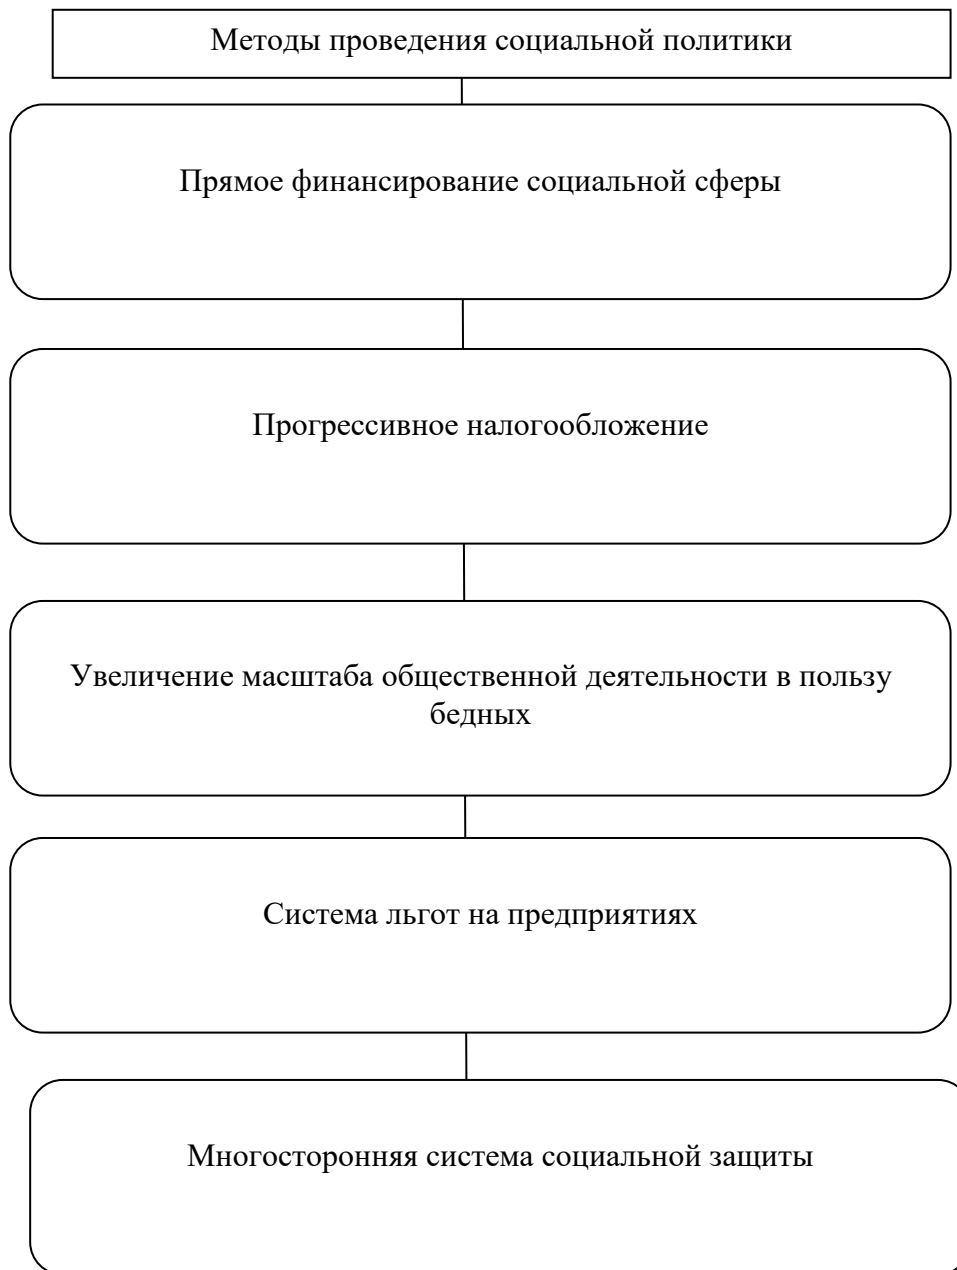 Методы проведения социальной политики
Прямое финансирование социальной сферы
Прогрессивное налогообложение
Увеличение масштаба общественной деятельности в пользу
бедных
Система льгот на предприятиях
Многосторонняя система социальной защиты